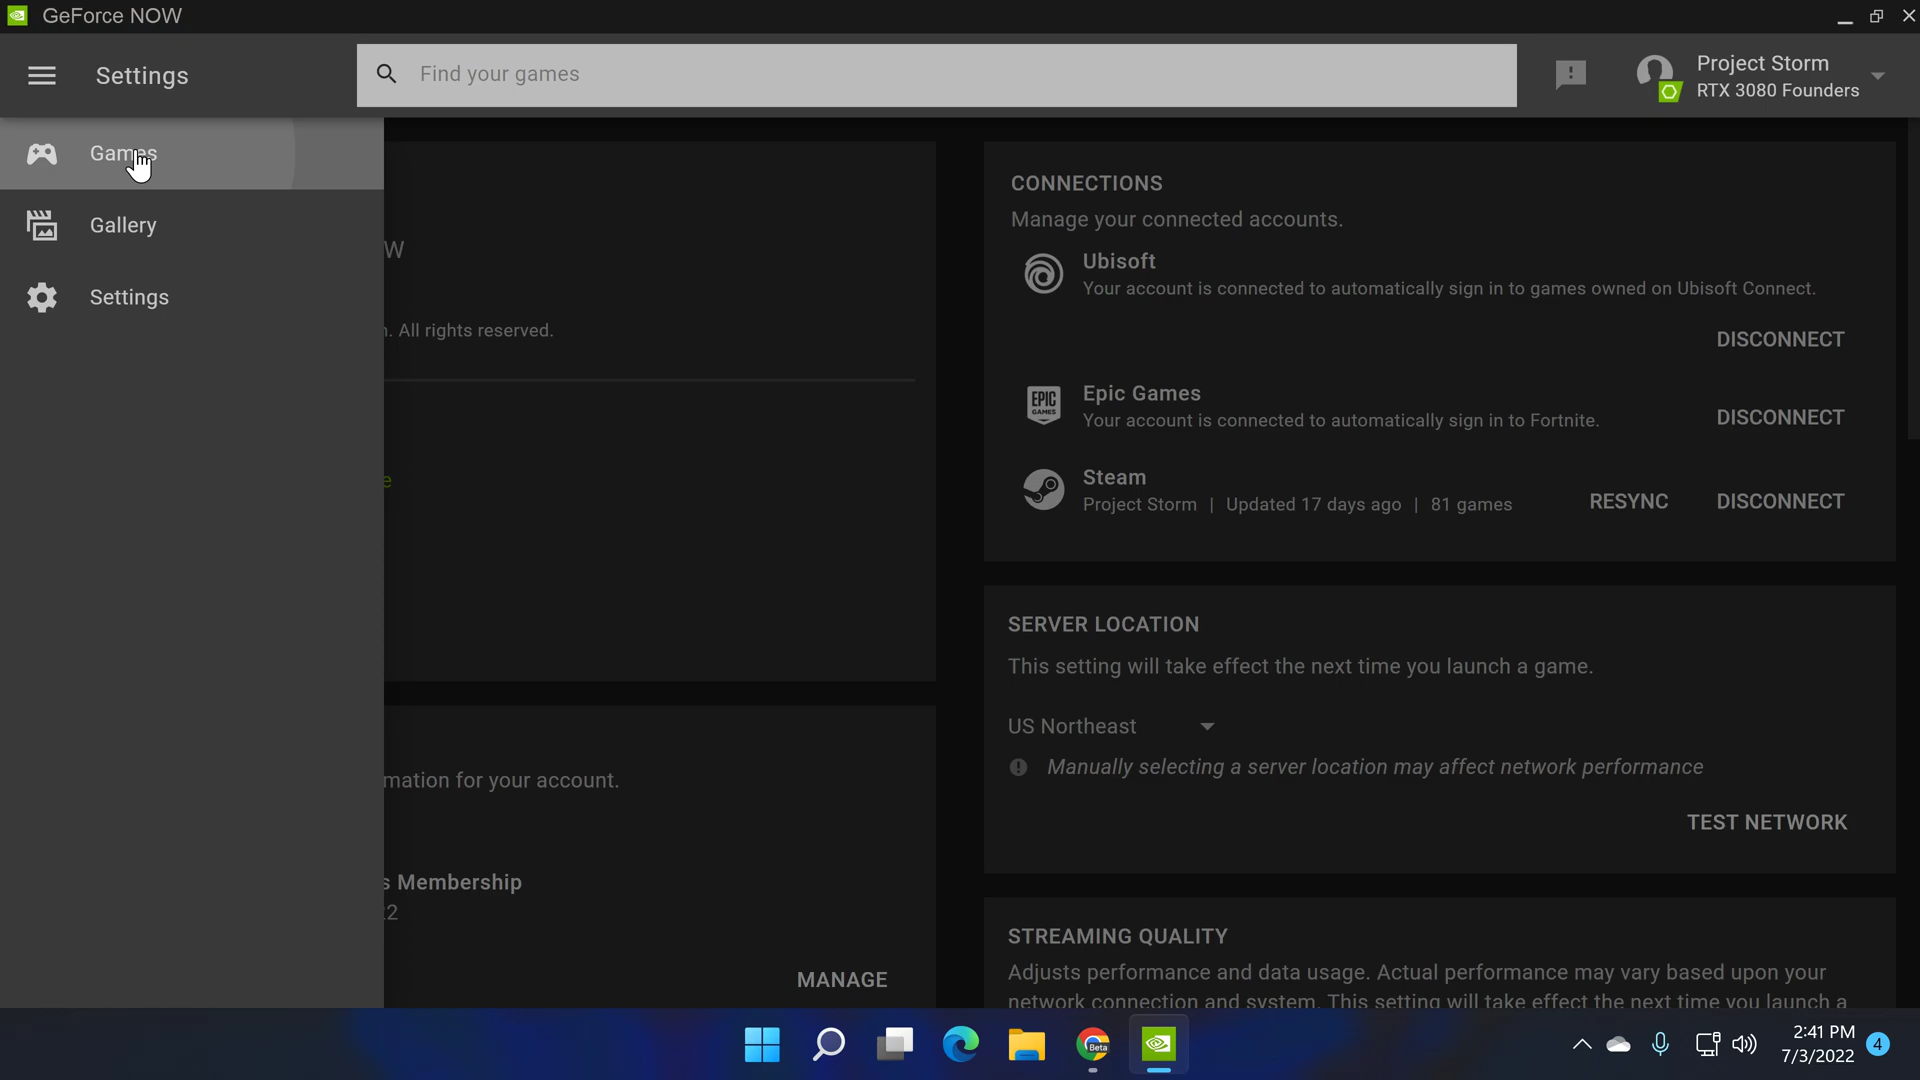 GeForce NOW
Settings
Find your games
Project Storm
RTX 3080 Founders
Games
Gallery
Settings
W
n. All rights reserved.
e
mation for your account.
s Membership
22
MANAGE
CONNECTIONS
Manage your connected accounts.
Ubisoft
Your account is connected to automatically sign in to games owned on Ubisoft Connect.
DISCONNECT
EPIC GAMES
Epic Games
Your account is connected to automatically sign in to Fortnite.
DISCONNECT
Steam
Project Storm | Updated 17 days ago | 81 games
RESYNC
DISCONNECT
SERVER LOCATION
This setting will take effect the next time you launch a game.
US Northeast
Manually selecting a server location may affect network performance
TEST NETWORK
STREAMING QUALITY
Adjusts performance and data usage. Actual performance may vary based upon your
network connection and system. This setting will take effect the next time you launch a
Beta
2:41 PM
7/3/2022
4